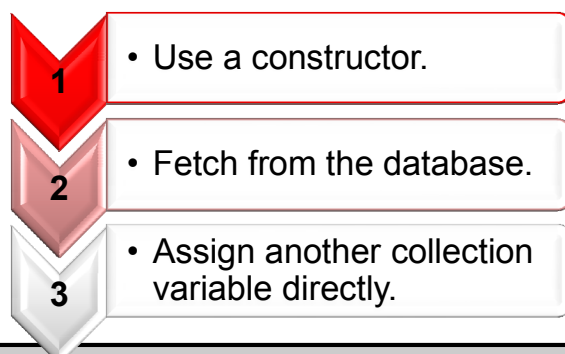 1
• Use a constructor.
2
• Fetch from the database.
3
• Assign another collection
variable directly.